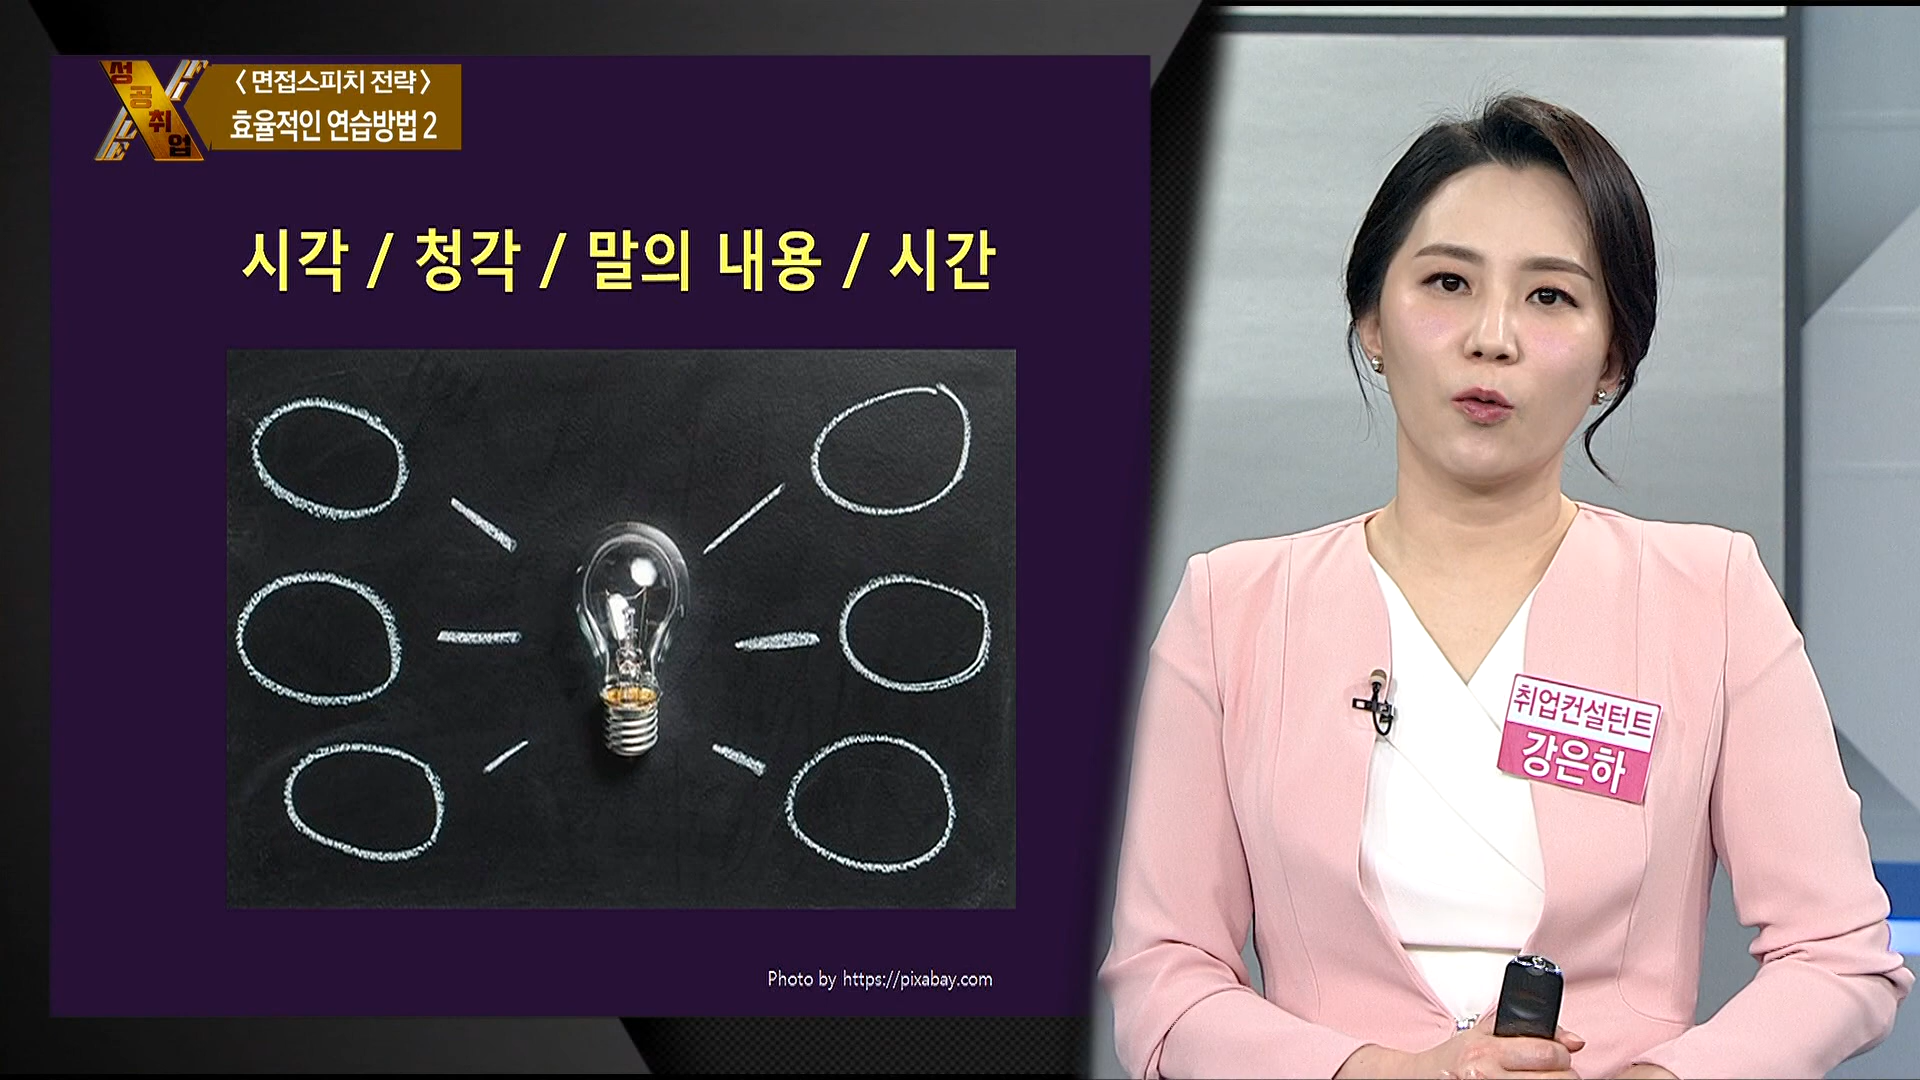 성공취업
〈 면접스피치 전략 〉
효율적인 연습방법 2
시각 / 청각 / 말의 내용 / 시간
취업컨설턴트
강은하
Photo by https://pixabay.com